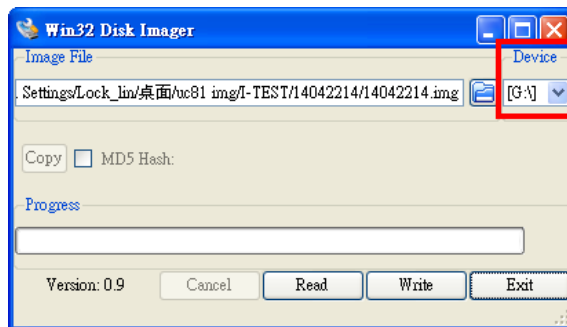 Win32 Disk Imager
Image File
Device
. Settings/Lock_lin/桌面/uc81 img/I-TEST/14042214/14042214.img
[G:\]
Copy
MD5 Hash:
Progress
Version: 0.9
Cancel
Read
Write
Exit